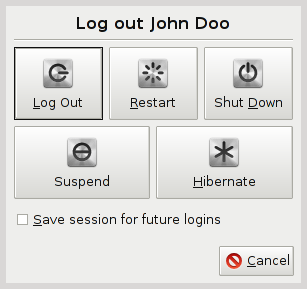 Log out John Doo
Log Out
Restart
Shut Down
Suspend
Hibernate
Save session for future logins
Cancel